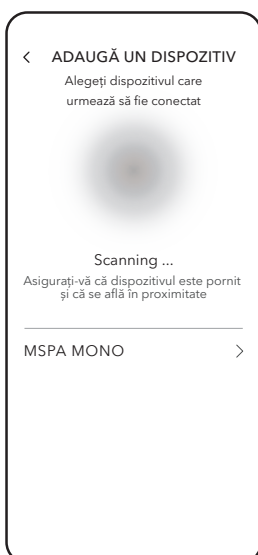 ADAUGĂ UN DISPOZITIV
Alegeți dispozitivul care
urmează să fie conectat
Scanning ...
Asigurați-vă că dispozitivul este pornit
și că se află în proximitate
MSPA MONO